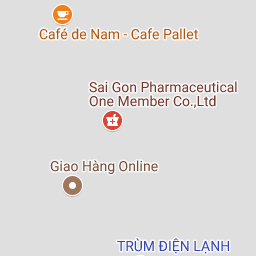 Café de Nam - Cafe Pallet
Sai Gon Pharmaceutical
One Member Co.,Ltd
Giao Hàng Online
TRÙM ĐIỆN LẠNH